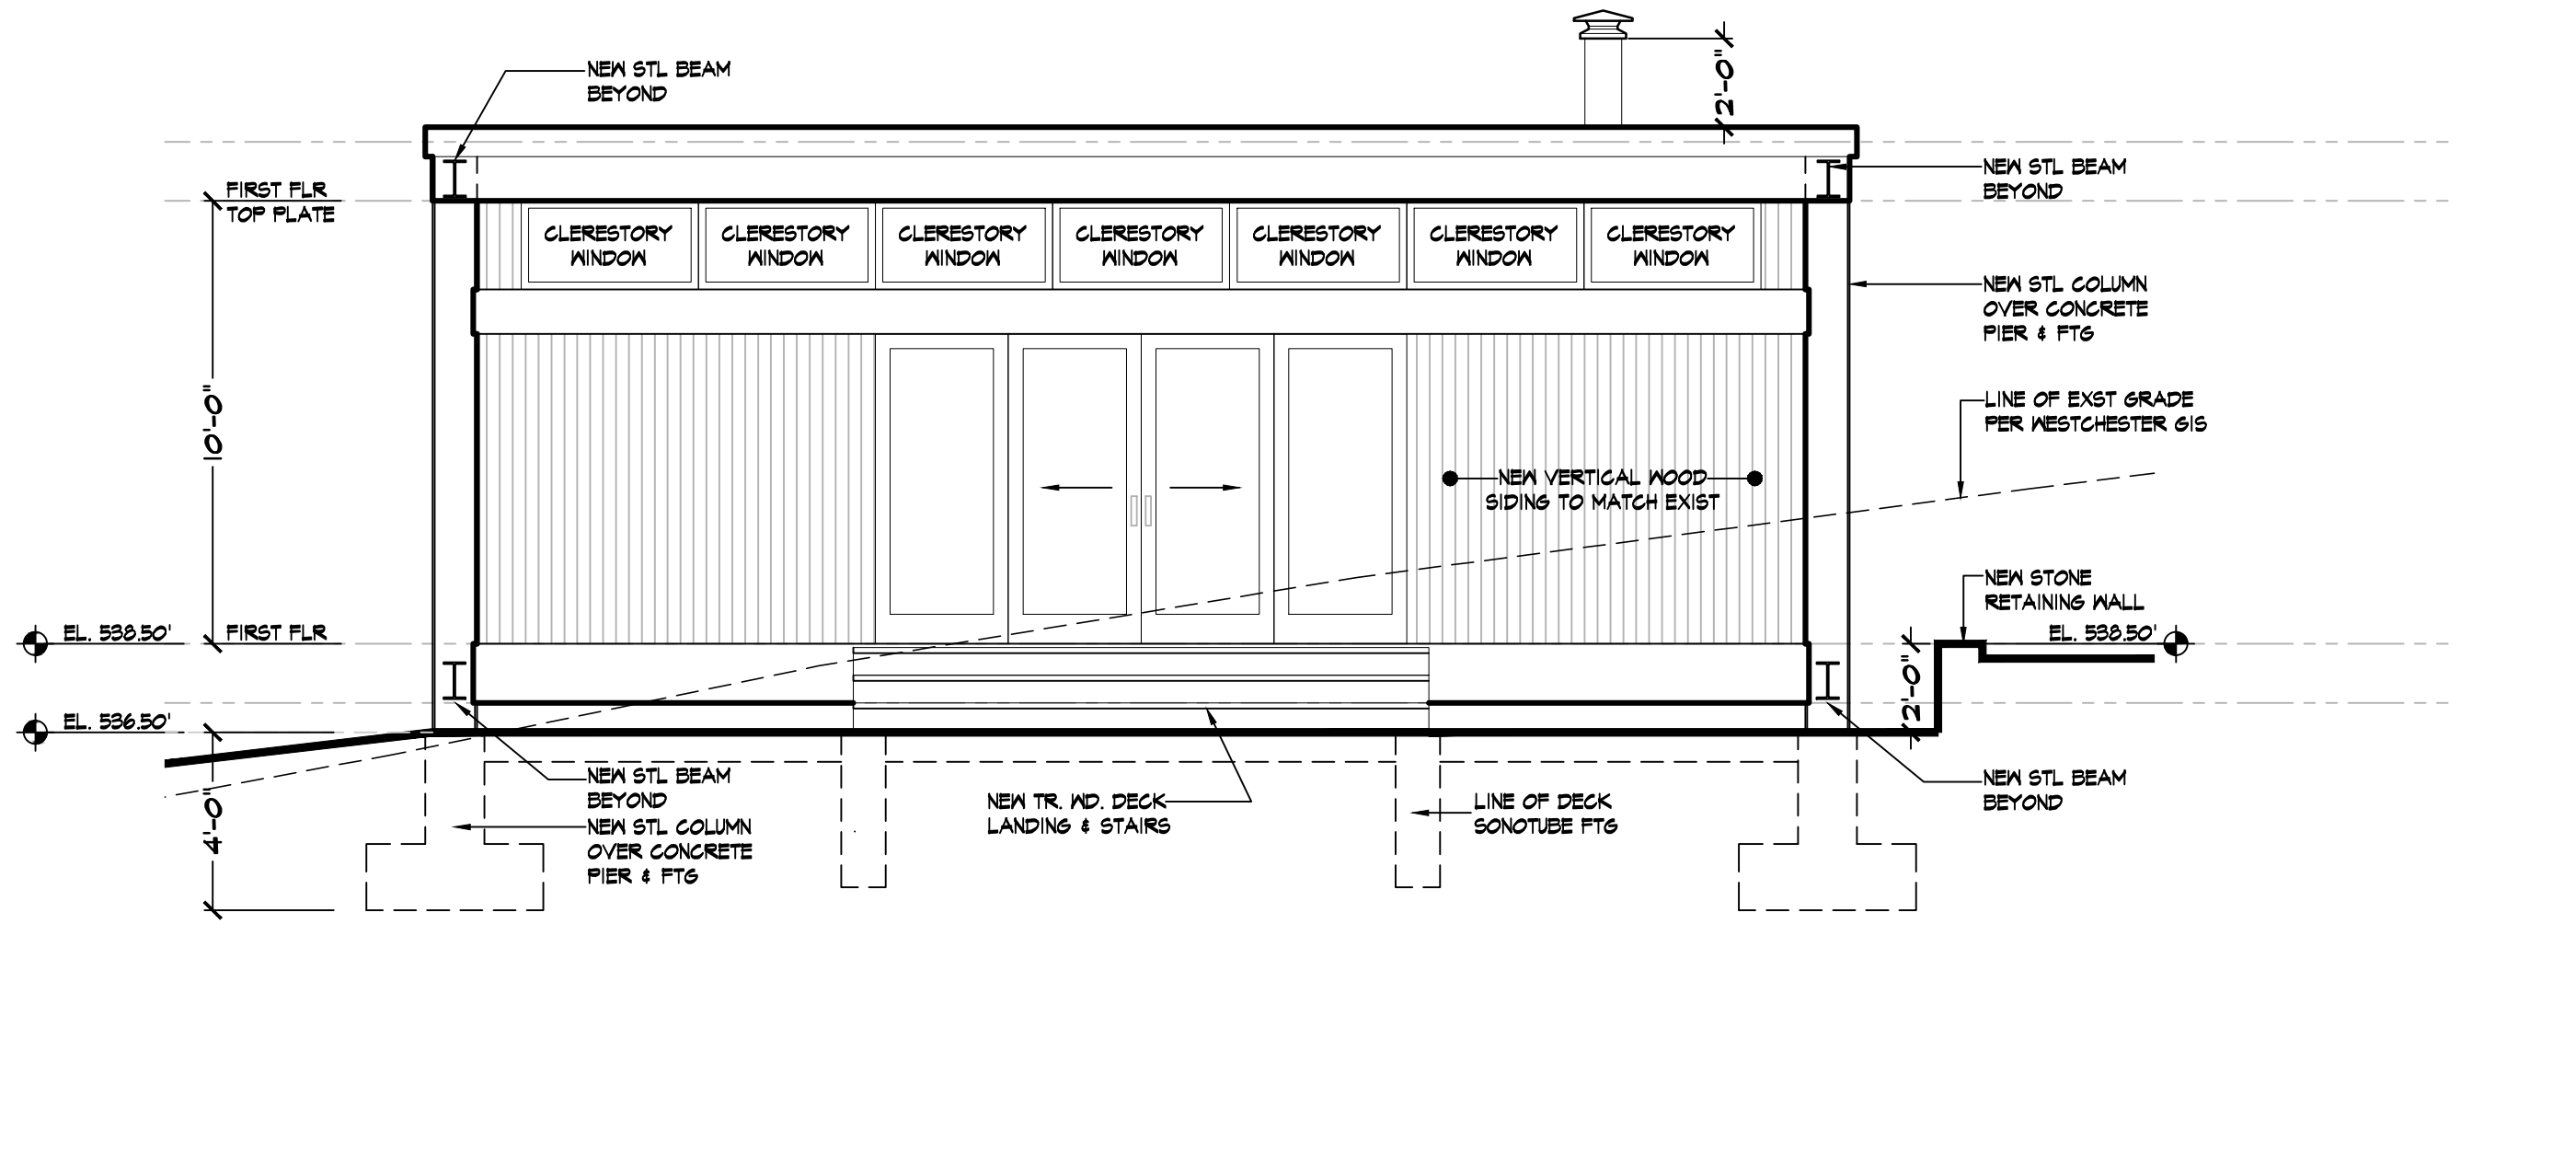 2'-0"
NEW STL BEAM
BEYOND
NEW STL BEAM
BEYOND
FIRST FLR
TOP PLATE
CLERESTORY
WINDOW
CLERESTORY
WINDOW
CLERESTORY
WINDOW
CLERESTORY
WINDOW
CLERESTORY
WINDOW
CLERESTORY
WINDOW
CLERESTORY
WINDOW
NEW STL COLUMN
OVER CONCRETE
PIER & FTG
10'-0"
LINE OF EXST GRADE
PER WESTCHESTER GIS
NEW VERTICAL WOOD
SIDING TO MATCH EXIST
NEW STONE
RETAINING WALL
EL. 538.50'
FIRST FLR
EL. 538.50'
2'-0"
EL. 536.50'
4'-0"
NEW STL BEAM
BEYOND
NEW STL COLUMN
OVER CONCRETE
PIER & FTG
NEW TR. WD. DECK
LANDING & STAIRS
LINE OF DECK
SONOTUBE FTG
NEW STL BEAM
BEYOND